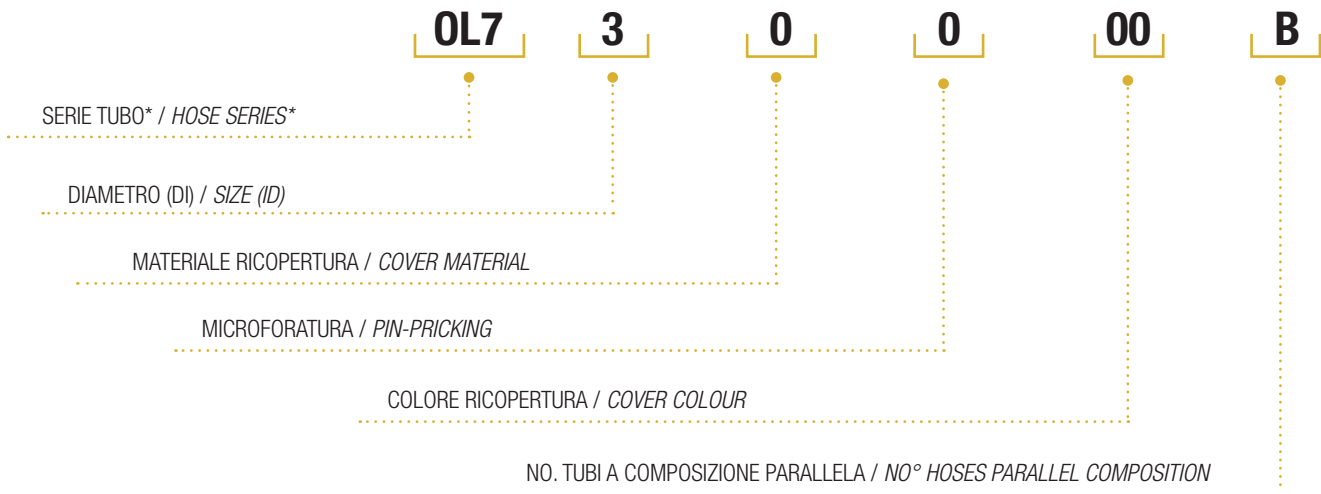 OL7 3 0 0 00 B
SERIE TUBO* / HOSE SERIES*
DIAMETRO (DI) / SIZE (ID)
MATERIALE RICOPERTURA / COVER MATERIAL
MICROFORATURA / PIN-PRICKING
COLORE RICOPERTURA / COVER COLOUR
NO. TUBI A COMPOSIZIONE PARALLELA / NO° HOSES PARALLEL COMPOSITION